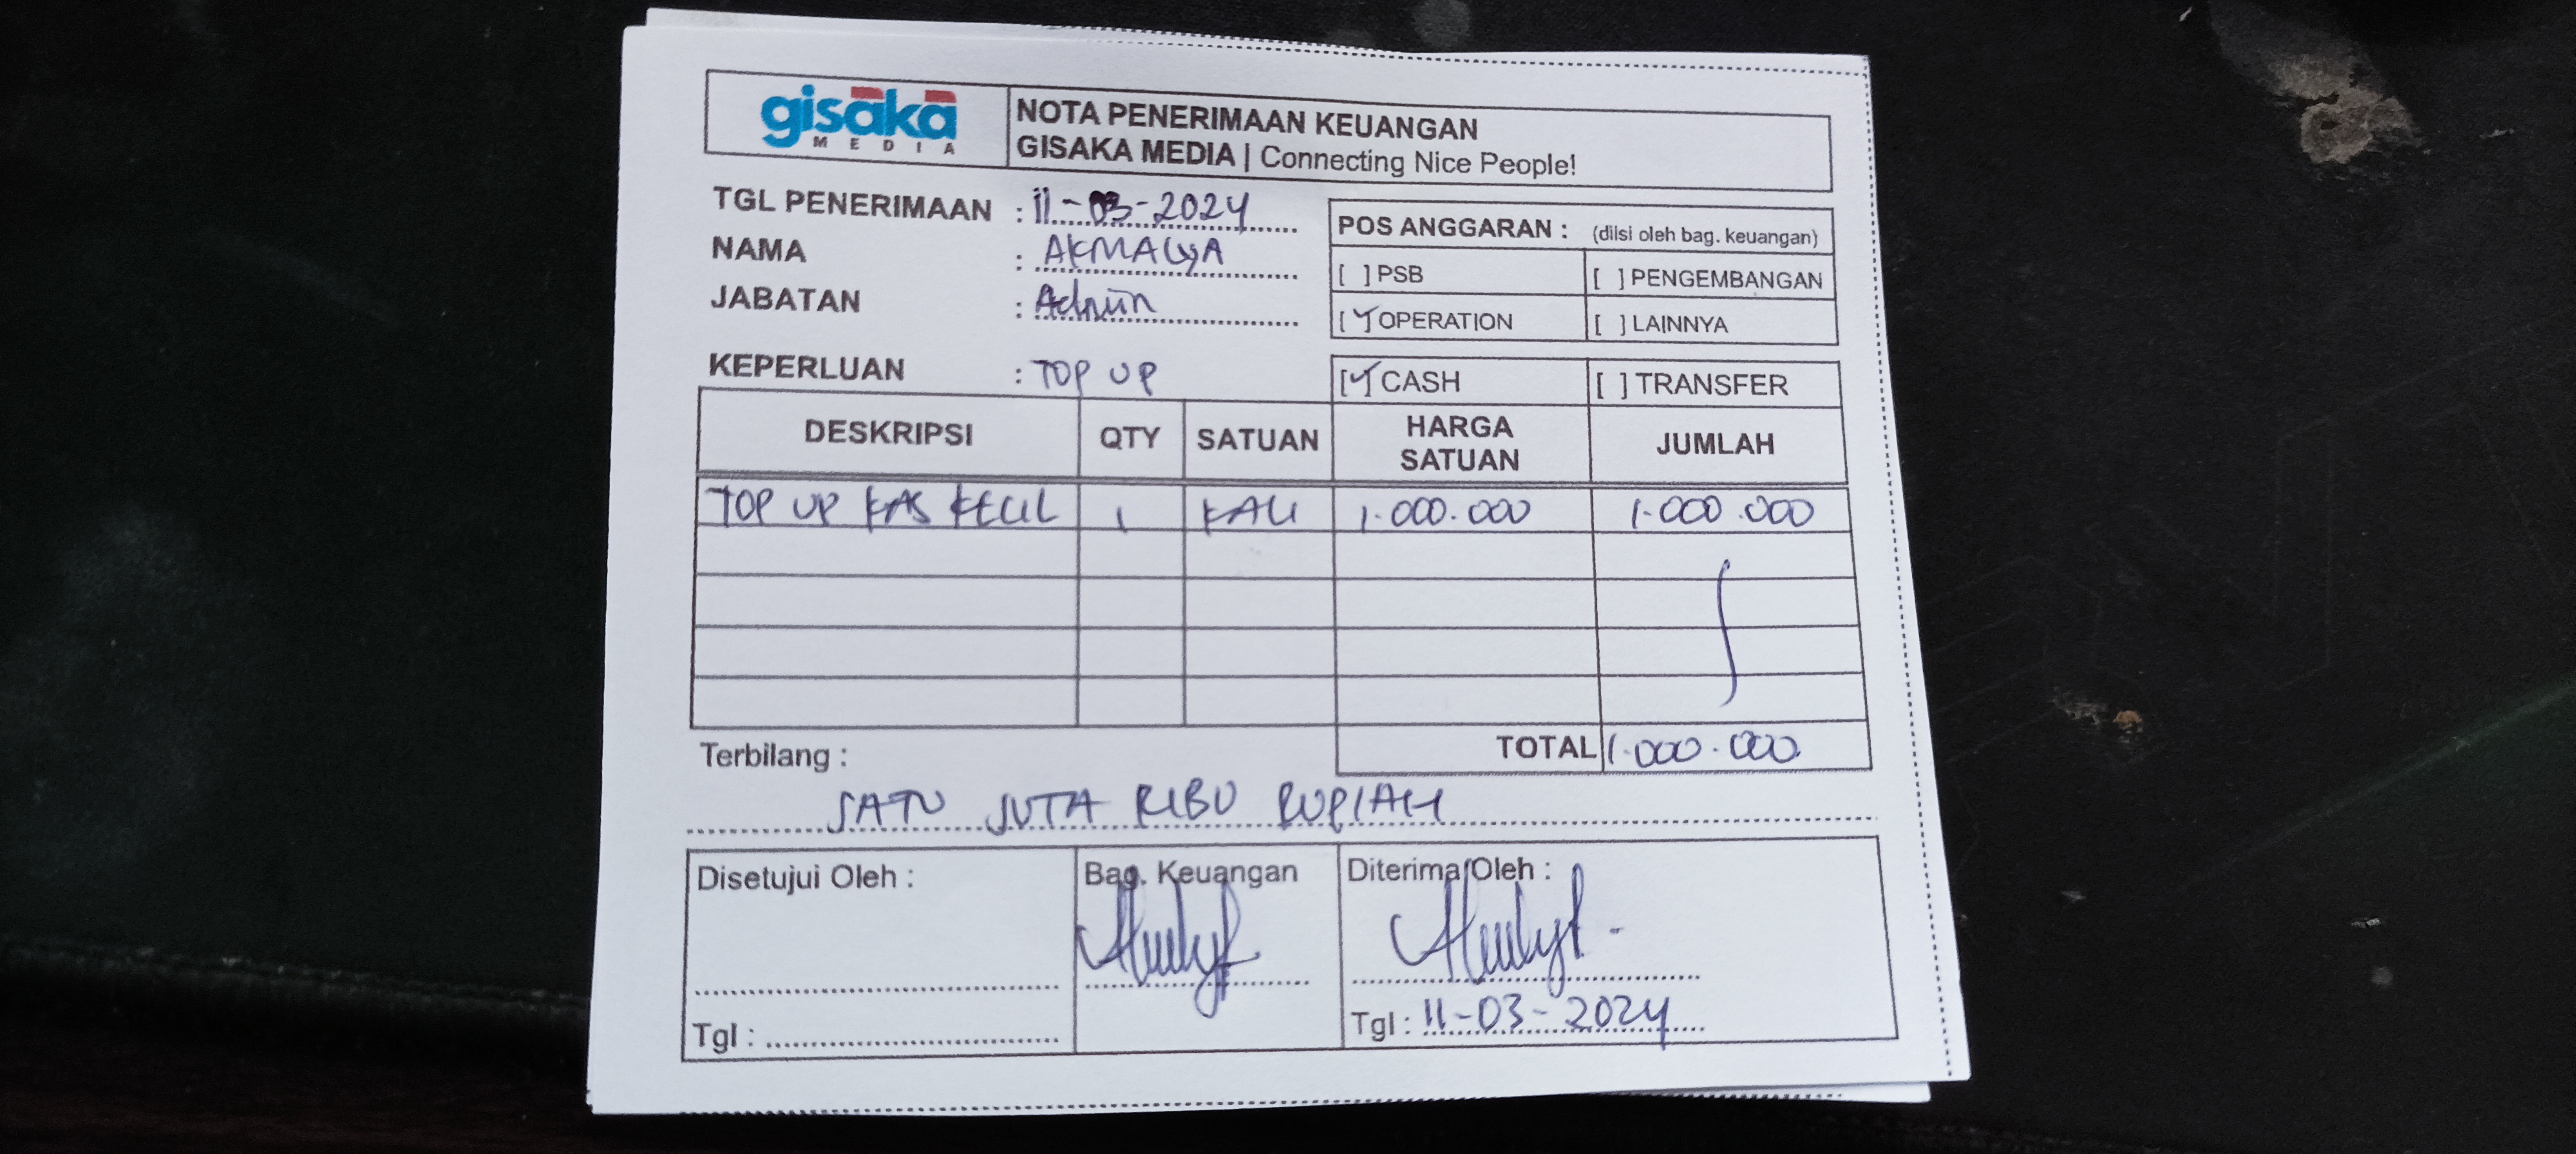 gisaka
MEDIA
NOTA PENERIMAAN KEUANGAN
GISAKA MEDIA | Connecting Nice People!
TGL PENERIMAAN : 11-03-2024
NAMA : AKMALYA
JABATAN : Admin
POS ANGGARAN : (diisi oleh bag. keuangan)
[ ] PSB [ ] PENGEMBANGAN
[✓] OPERATION [ ] LAINNYA
KEPERLUAN : TOP UP
[✓] CASH [ ] TRANSFER
DESKRIPSI QTY SATUAN HARGA SATUAN JUMLAH
TOP UP KAS KECIL 1 KALI 1.000.000 1.000.000
TOTAL 1.000.000
Terbilang :
SATU JUTA RIBU RUPIAH
Disetujui Oleh : Bag. Keuangan Diterima Oleh :
Tgl : Tgl : 11-03-2024